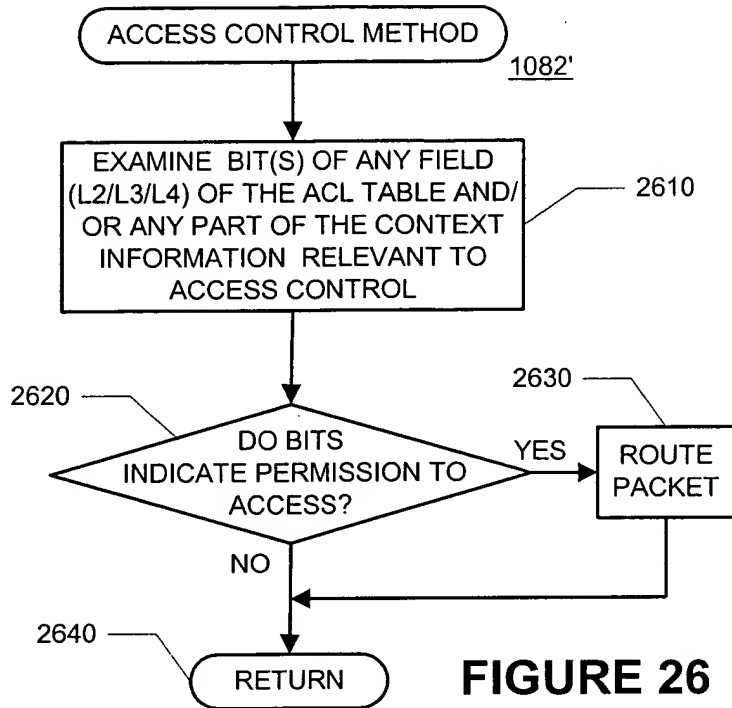 ACCESS CONTROL METHOD
1082'
EXAMINE BIT(S) OF ANY FIELD
(L2/L3/L4) OF THE ACL TABLE AND/
OR ANY PART OF THE CONTEXT
INFORMATION RELEVANT TO
ACCESS CONTROL
2610
2620
2630
DO BITS
INDICATE PERMISSION TO
ACCESS?
YES
ROUTE
PACKET
NO
2640
RETURN
FIGURE 26